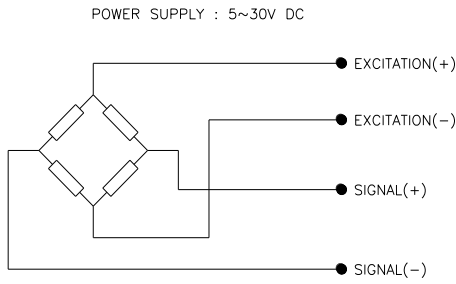 POWER SUPPLY : 5~30V DC
EXCITATION(+)
EXCITATION(−)
SIGNAL(+)
SIGNAL(−)